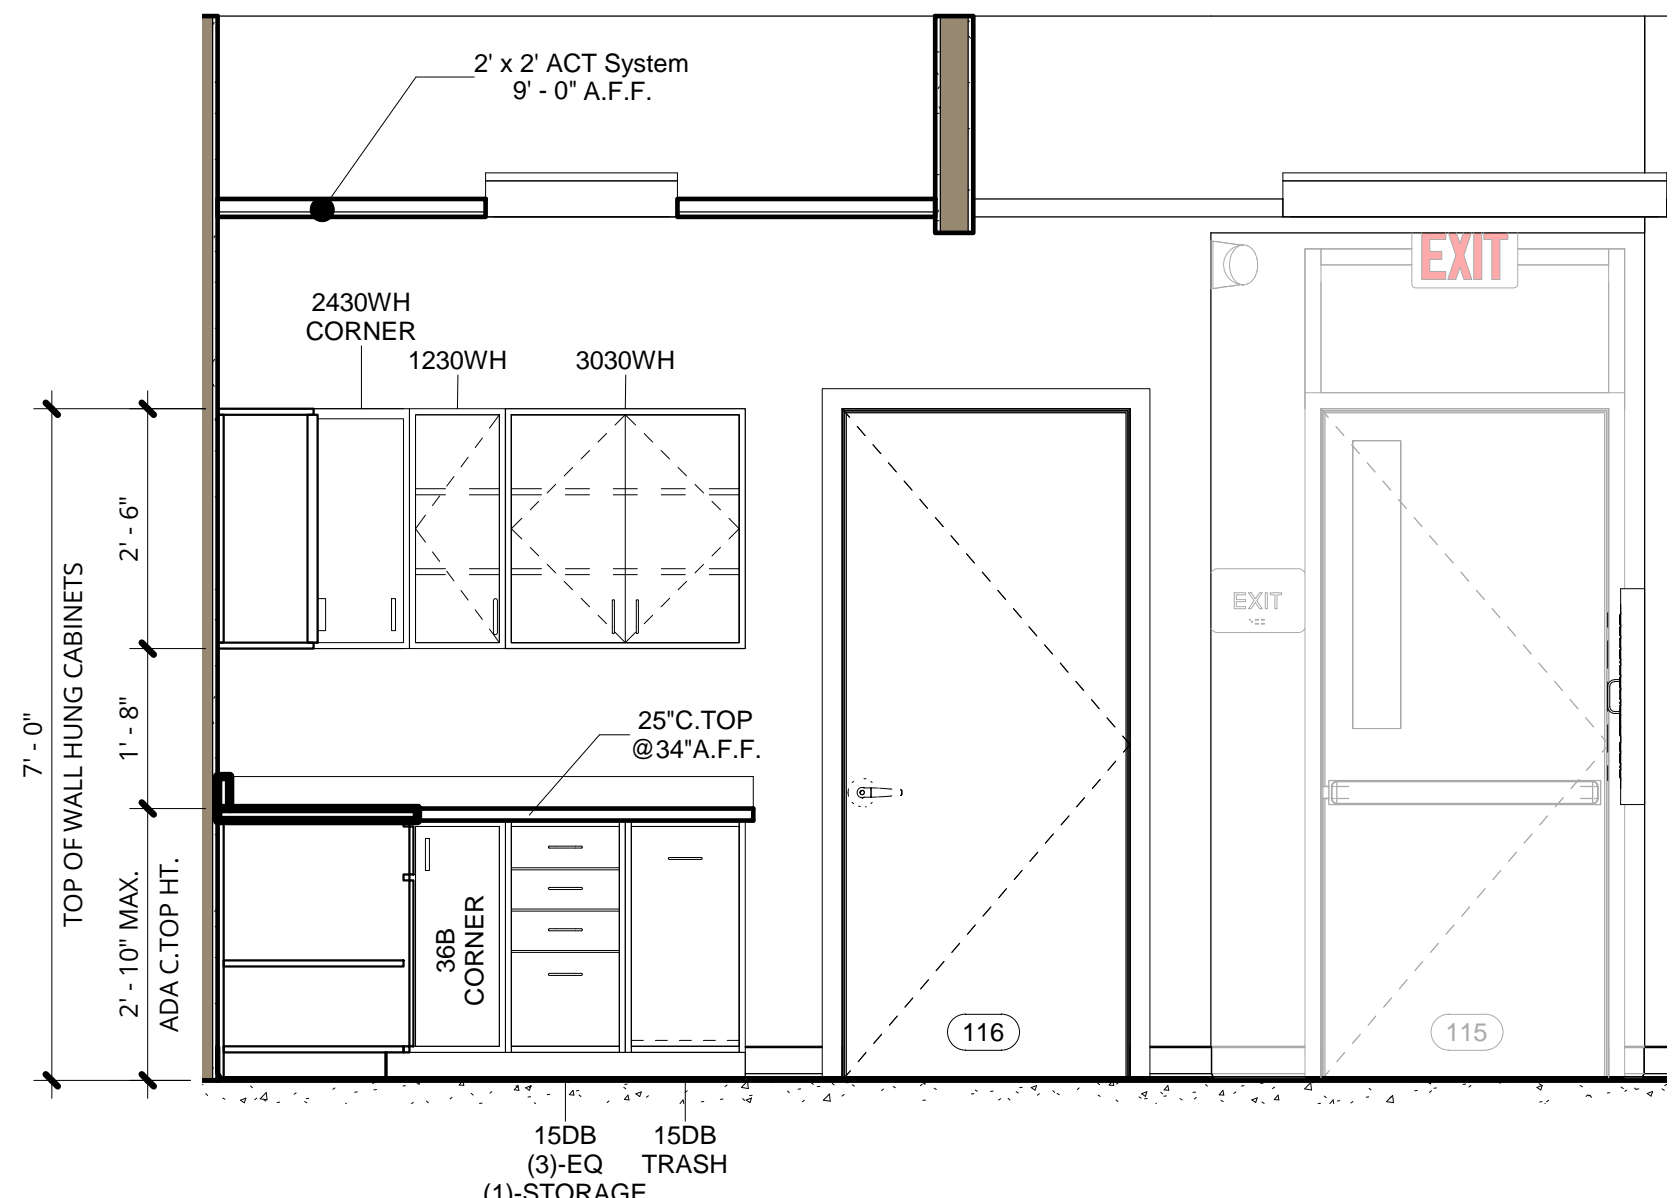 2' x 2' ACT System
9' - 0" A.F.F.
EXIT
2430WH
CORNER
1230WH
3030WH
7' - 0"
TOP OF WALL HUNG CABINETS
2' - 6"
1' - 8"
2' - 10" MAX.
ADA C.TOP HT.
25"C.TOP
@34"A.F.F.
EXIT
36B
CORNER
116
115
15DB
(3)-EQ
(1)-STORAGE
15DB
TRASH